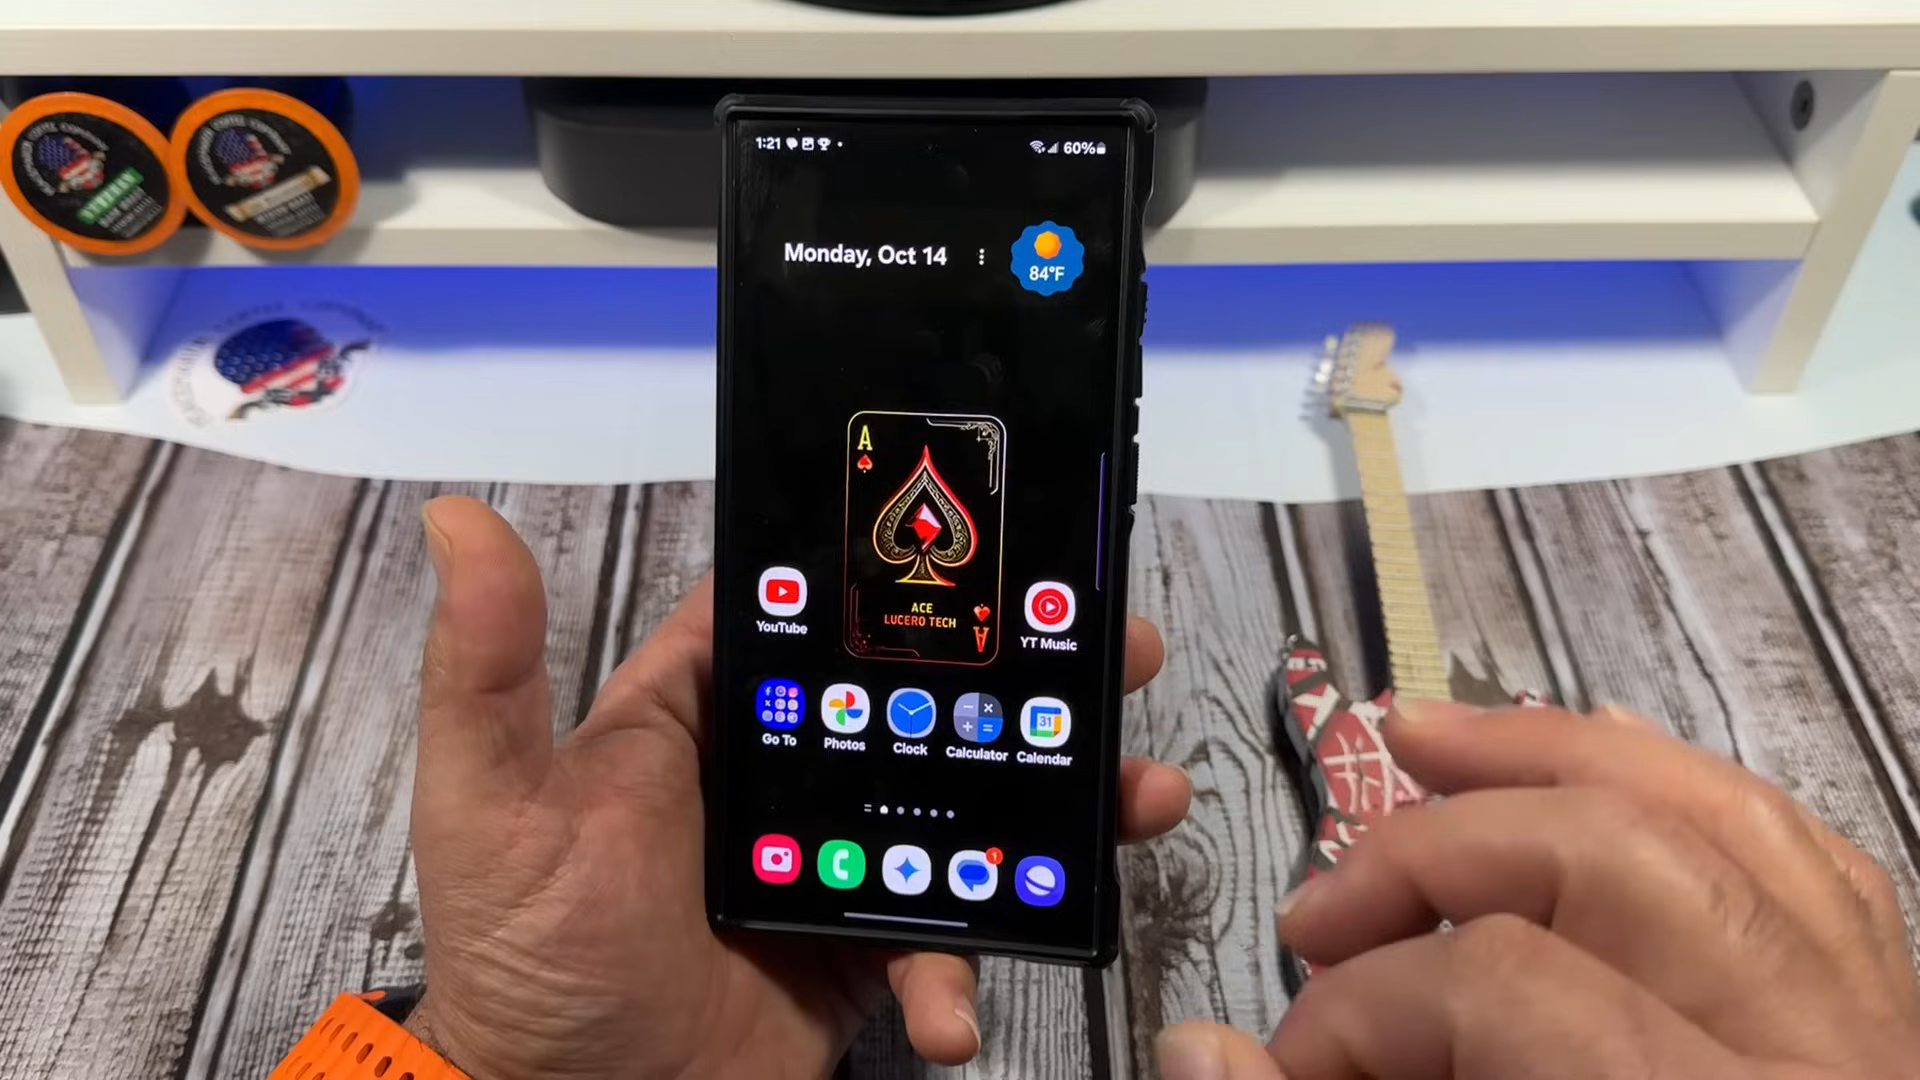 1:21
60%
Monday, Oct 14
84°F
A
ACE
LUCERO TECH
A
YouTube
YT Music
31
Go To
Photos
Clock
Calculator
Calendar
1